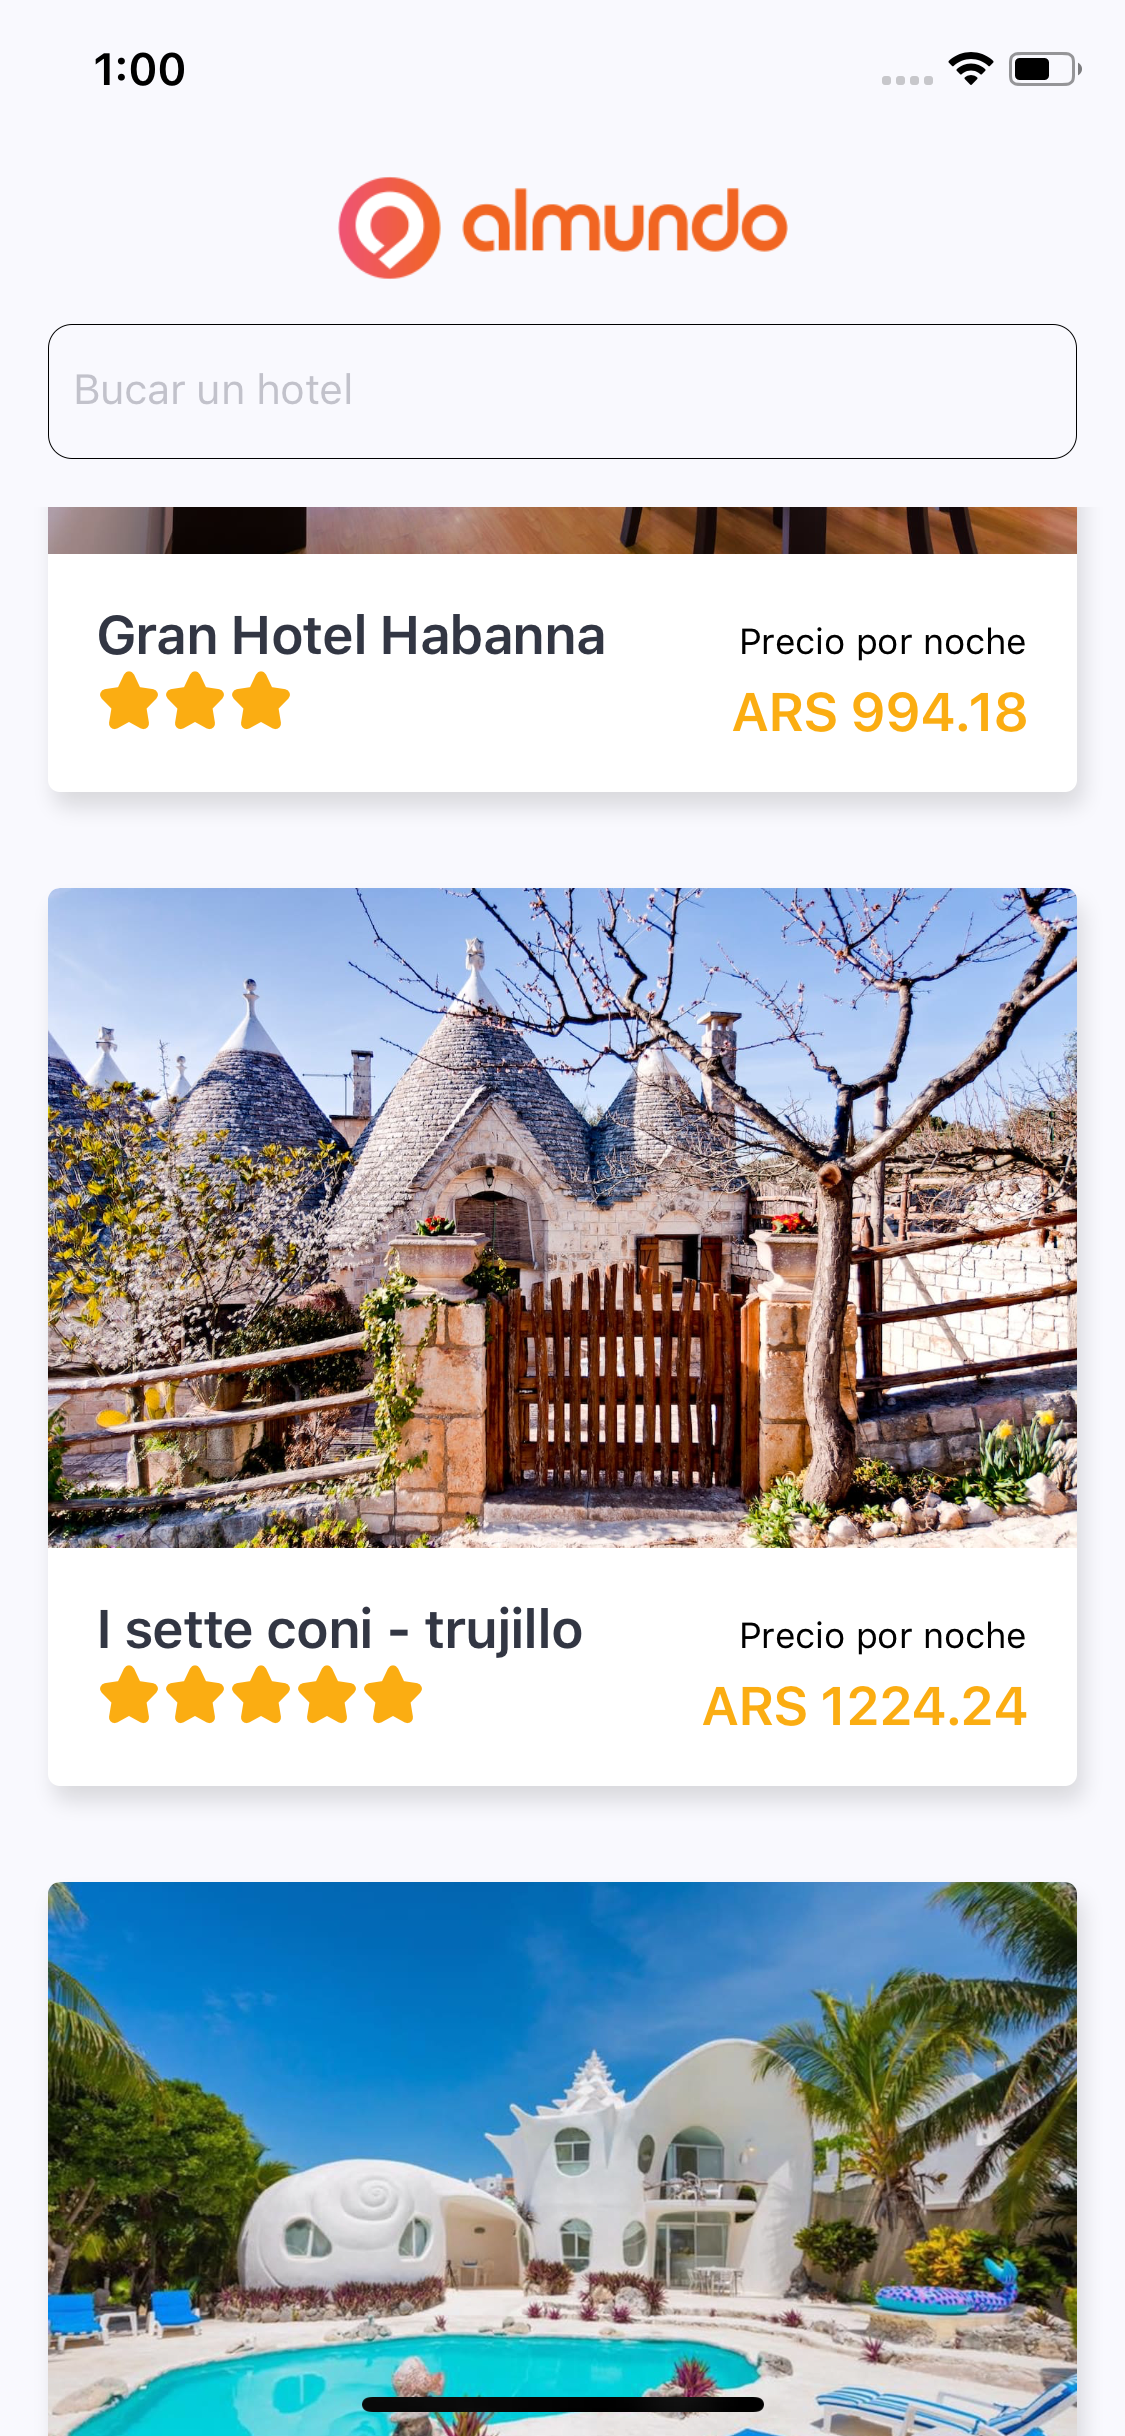 1:00
almundo
Bucar un hotel
Gran Hotel Habanna
Precio por noche
ARS 994.18
I sette coni - trujillo
Precio por noche
ARS 1224.24